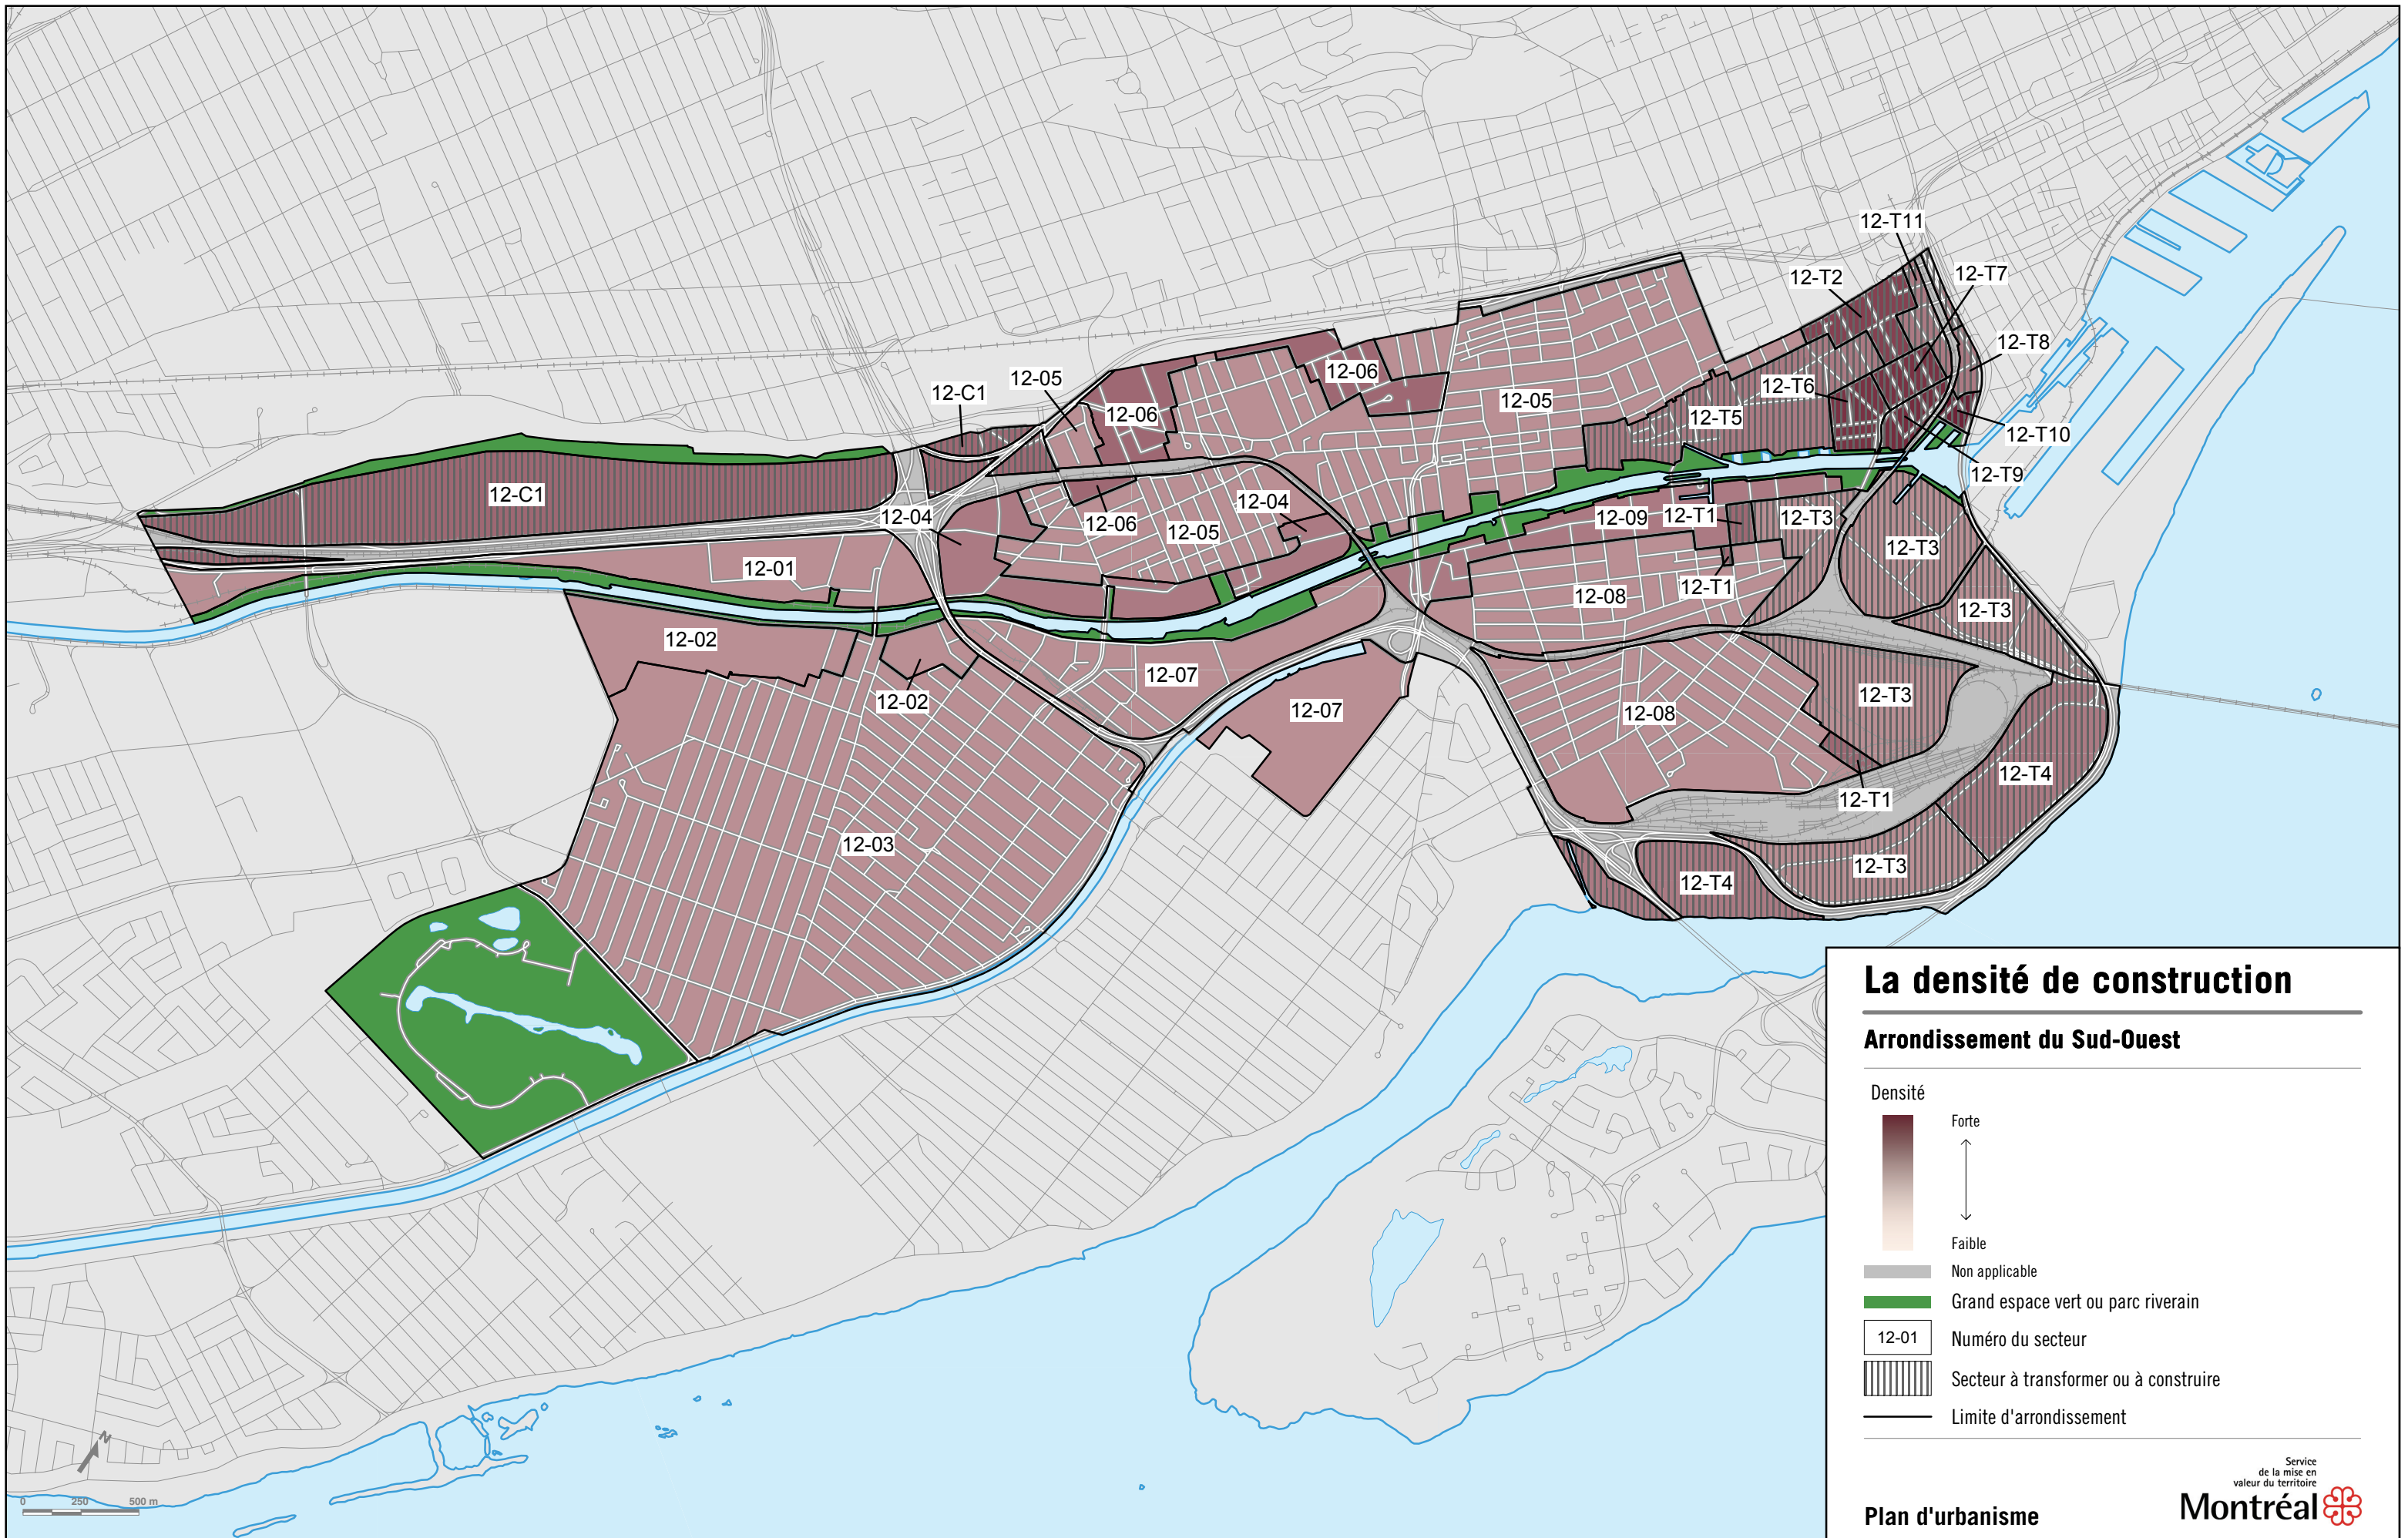 12-T11
12-T2
12-T7
12-T8
12-05
12-C1
12-06
12-06
12-05
12-T6
12-T5
12-T10
12-T9
12-C1
12-04
12-04
12-06
12-05
12-09
12-T1
12-T3
12-T3
12-01
12-T1
12-08
12-T3
12-02
12-07
12-02
12-07
12-T3
12-08
12-T4
12-T1
12-03
12-T3
12-T4
La densité de construction
Arrondissement du Sud-Ouest
Densité
Forte
Faible
Non applicable
Grand espace vert ou parc riverain
12-01 Numéro du secteur
Secteur à transformer ou à construire
Limite d'arrondissement
N
0 250 500 m
Service
de la mise en
valeur du territoire
Montréal
Plan d'urbanisme